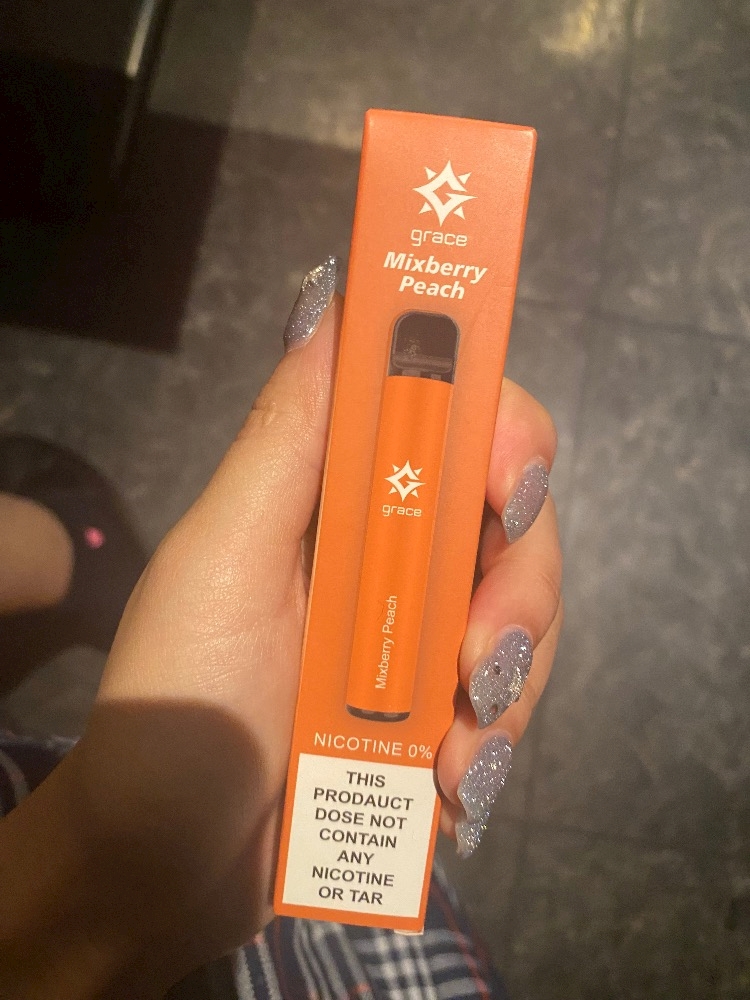 grace
Mixberry
Peach
grace
Mixberry Peach
NICOTINE 0%
THIS
PRODAUCT
DOSE NOT
CONTAIN
ANY
NICOTINE
OR TAR